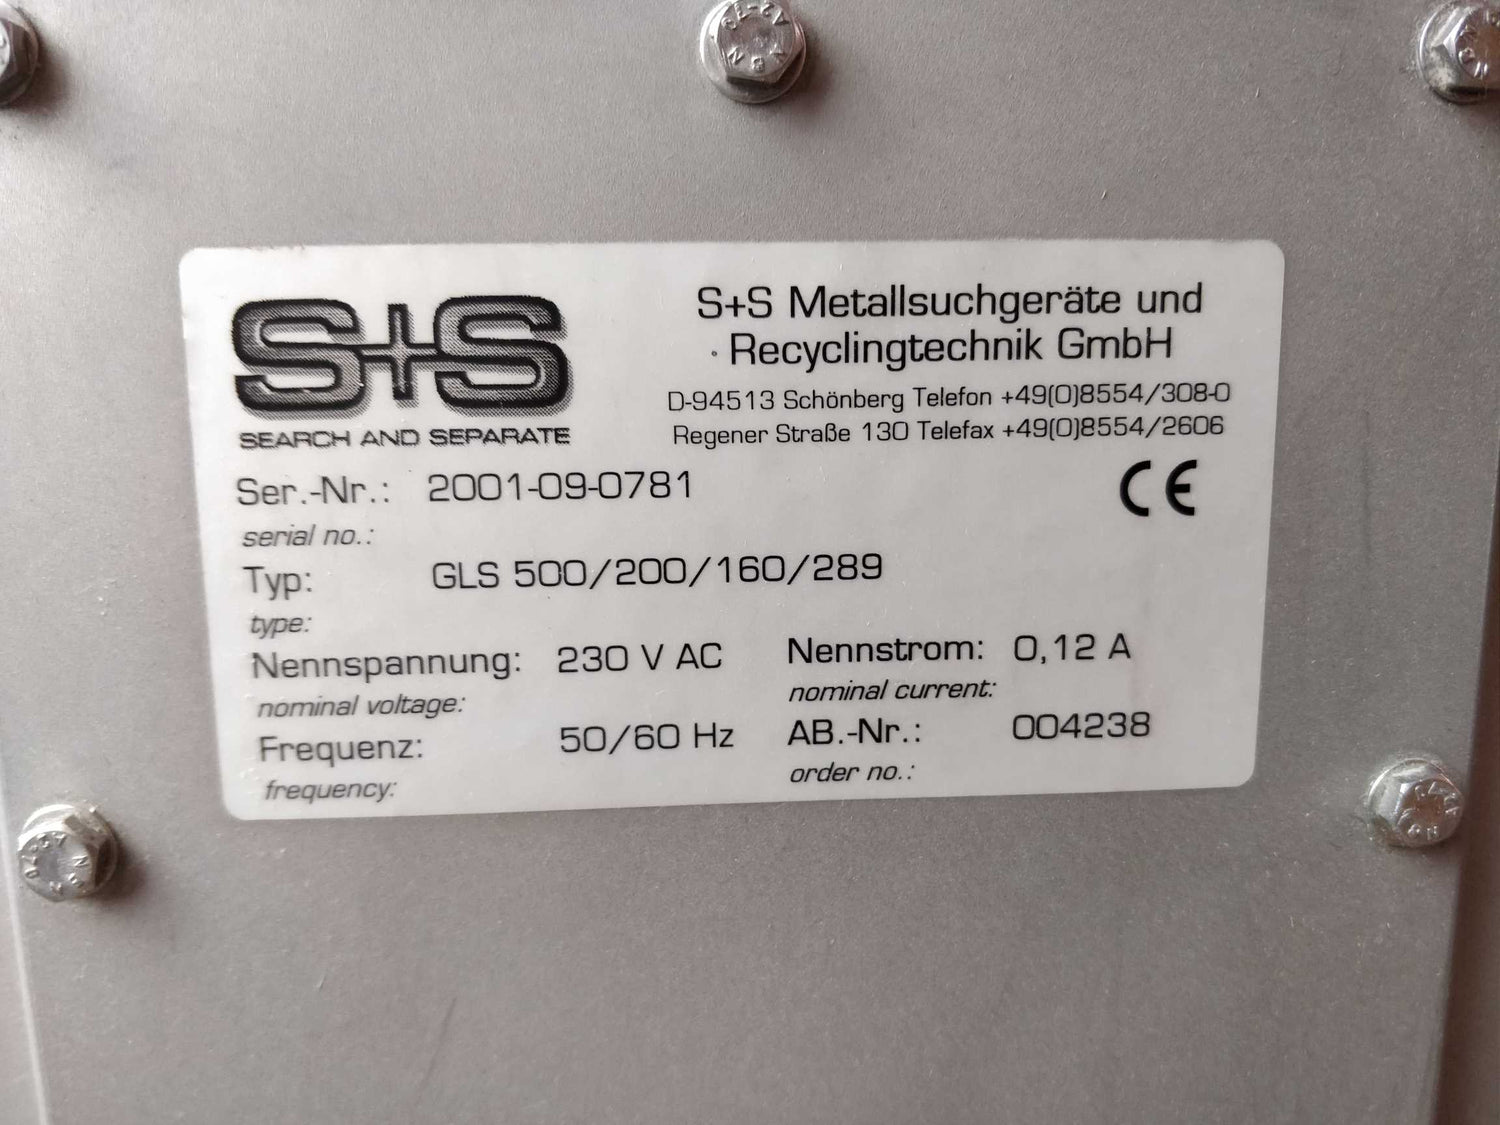 S+S
SEARCH AND SEPARATE
S+S Metallsuchgeräte und
Recyclingtechnik GmbH
D-94513 Schönberg Telefon +49(0)8554/308-0
Regener Straße 130 Telefax +49(0)8554/2606
CE
Ser.-Nr.: 2001-09-0781
serial no.:
Typ: GLS 500/200/160/289
type:
Nennspannung: 230 V AC Nennstrom: 0,12 A
nominal voltage: nominal current:
Frequenz: 50/60 Hz AB.-Nr.: 004238
frequency: order no.:
A2-70